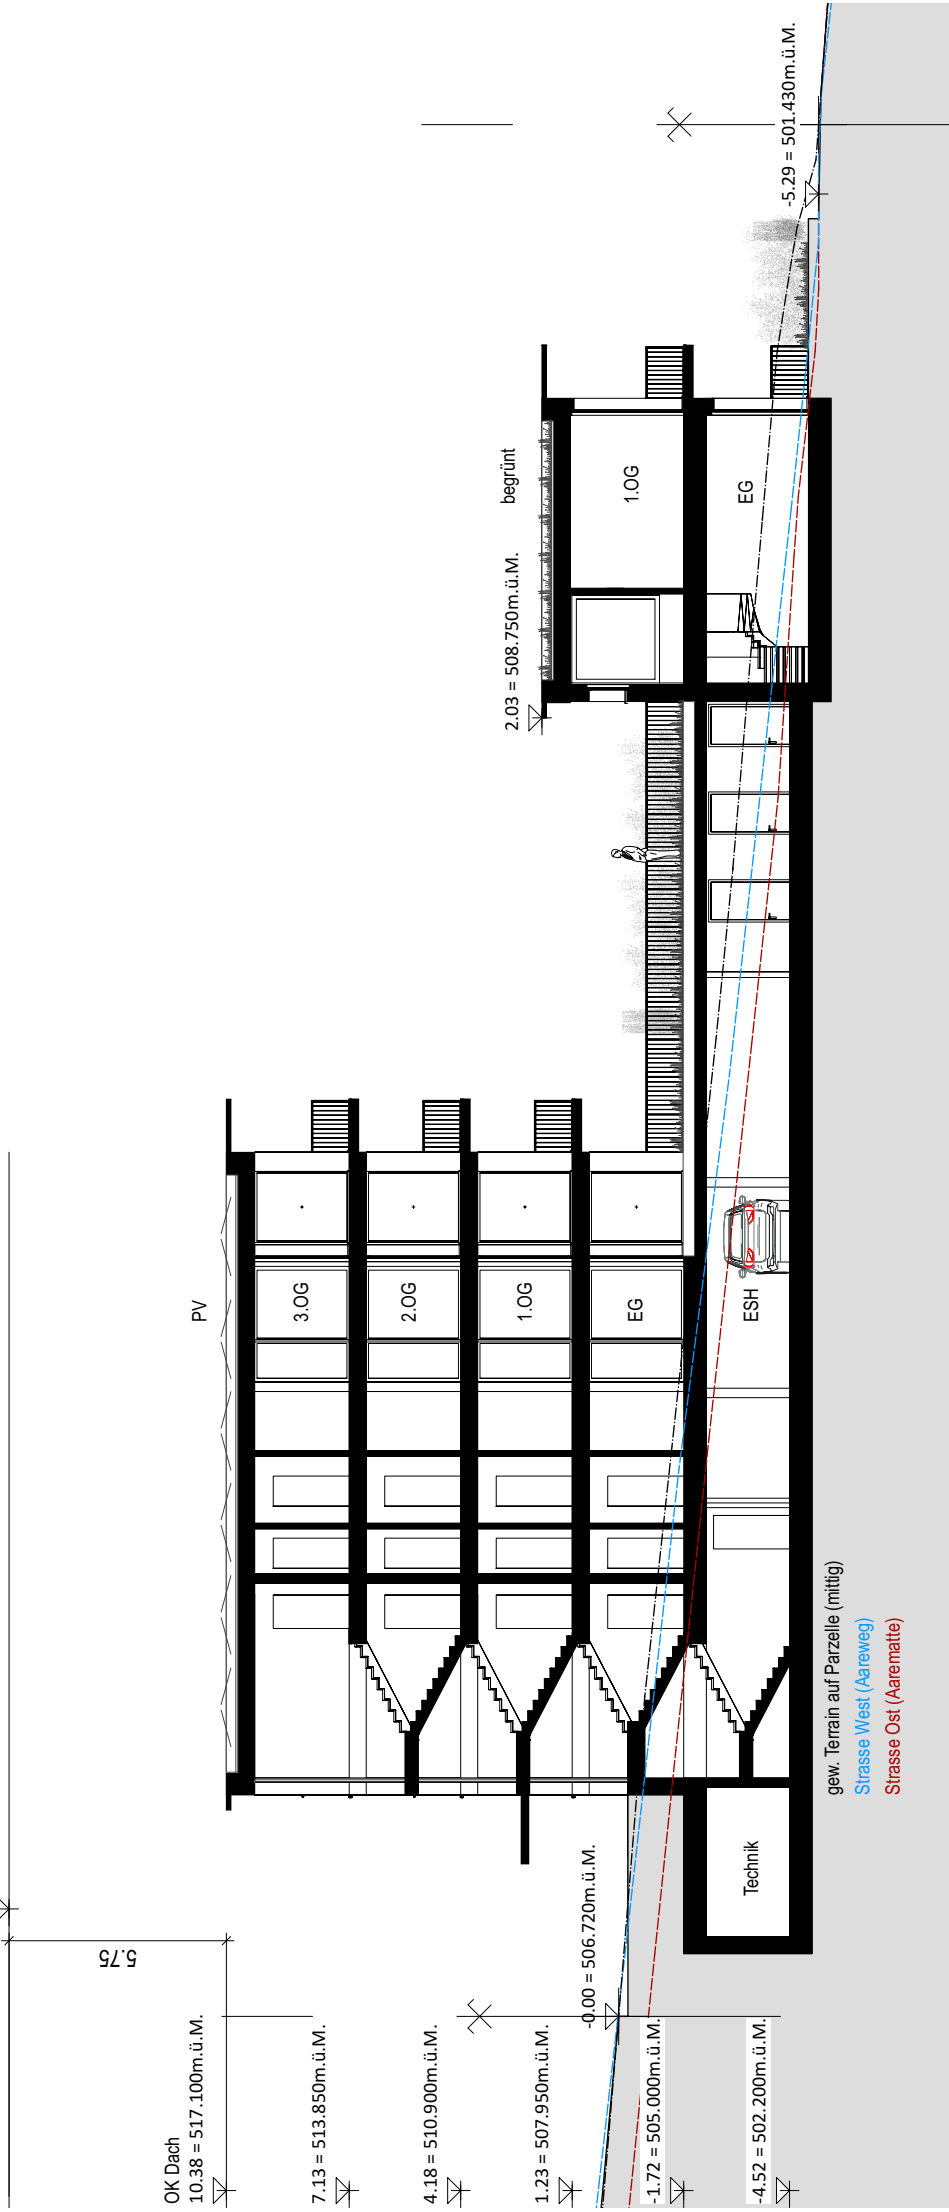 5.75
OK Dach
10.38 = 517.100m.ü.M.
7.13 = 513.850m.ü.M.
4.18 = 510.900m.ü.M.
1.23 = 507.950m.ü.M.
-0.00 = 506.720m.ü.M.
-1.72 = 505.000m.ü.M.
-4.52 = 502.200m.ü.M.
PV
3.OG
2.OG
1.OG
EG
ESH
Technik
gew. Terrain auf Parzelle (mittig)
Strasse West (Aareweg)
Strasse Ost (Aarematte)
2.03 = 508.750m.ü.M.
begrünt
1.OG
EG
-5.29 = 501.430m.ü.M.